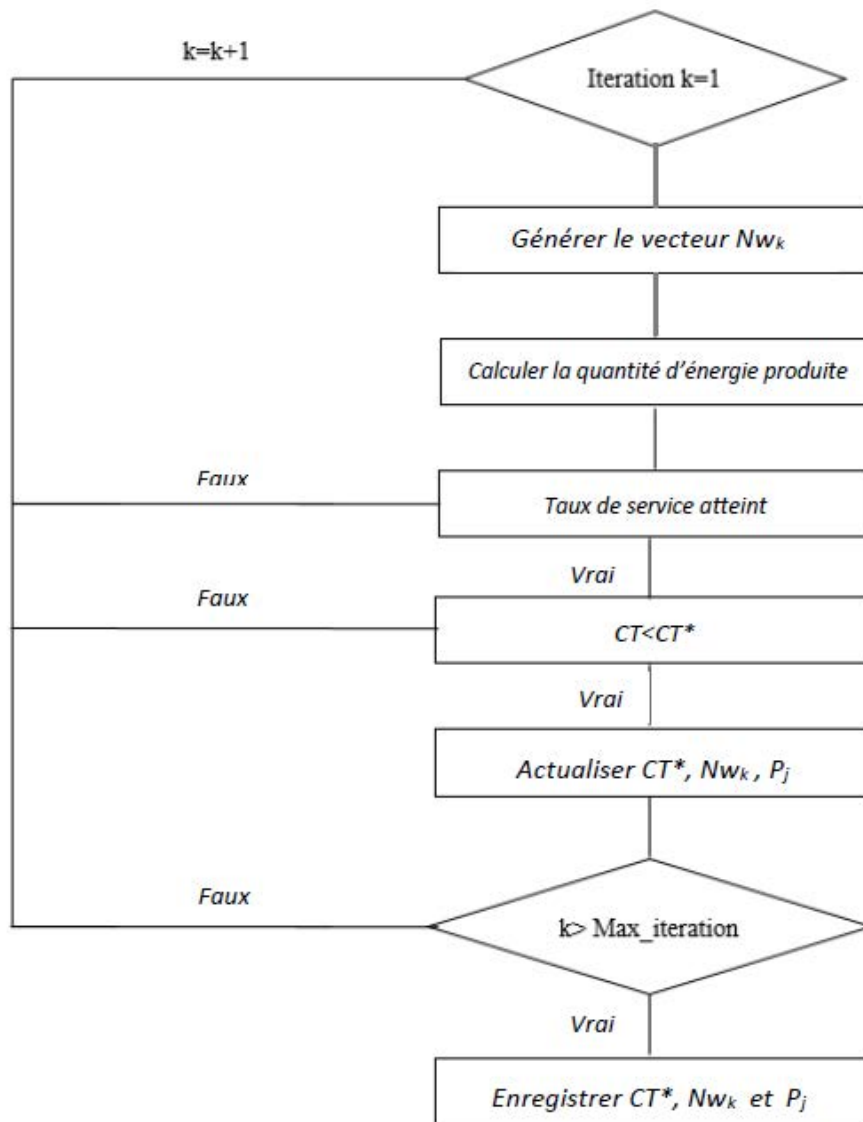 k=k+1
Iteration k=1
Générer le vecteur Nwₖ
Calculer la quantité d'énergie produite
Faux
Taux de service atteint
Vrai
Faux
CT<CT*
Vrai
Actualiser CT*, Nwₖ , Pⱼ
Faux
k> Max_iteration
Vrai
Enregistrer CT*, Nwₖ et Pⱼ